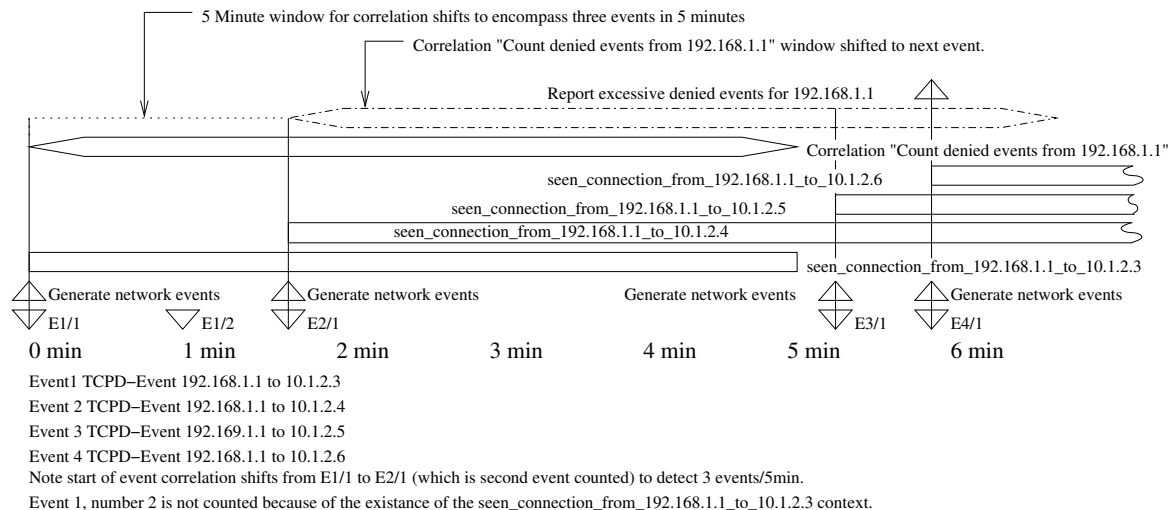 5 Minute window for correlation shifts to encompass three events in 5 minutes
Correlation "Count denied events from 192.168.1.1" window shifted to next event.
Report excessive denied events for 192.168.1.1
Correlation "Count denied events from 192.168.1.1"
seen_connection_from_192.168.1.1_to_10.1.2.6
seen_connection_from_192.168.1.1_to_10.1.2.5
seen_connection_from_192.168.1.1_to_10.1.2.4
seen_connection_from_192.168.1.1_to_10.1.2.3
Generate network events Generate network events Generate network events Generate network events
E1/1 E1/2 E2/1 E3/1 E4/1
0 min 1 min 2 min 3 min 4 min 5 min 6 min
Event1 TCPD−Event 192.168.1.1 to 10.1.2.3
Event 2 TCPD−Event 192.168.1.1 to 10.1.2.4
Event 3 TCPD−Event 192.169.1.1 to 10.1.2.5
Event 4 TCPD−Event 192.168.1.1 to 10.1.2.6
Note start of event correlation shifts from E1/1 to E2/1 (which is second event counted) to detect 3 events/5min.
Event 1, number 2 is not counted because of the existance of the seen_connection_from_192.168.1.1_to_10.1.2.3 context.